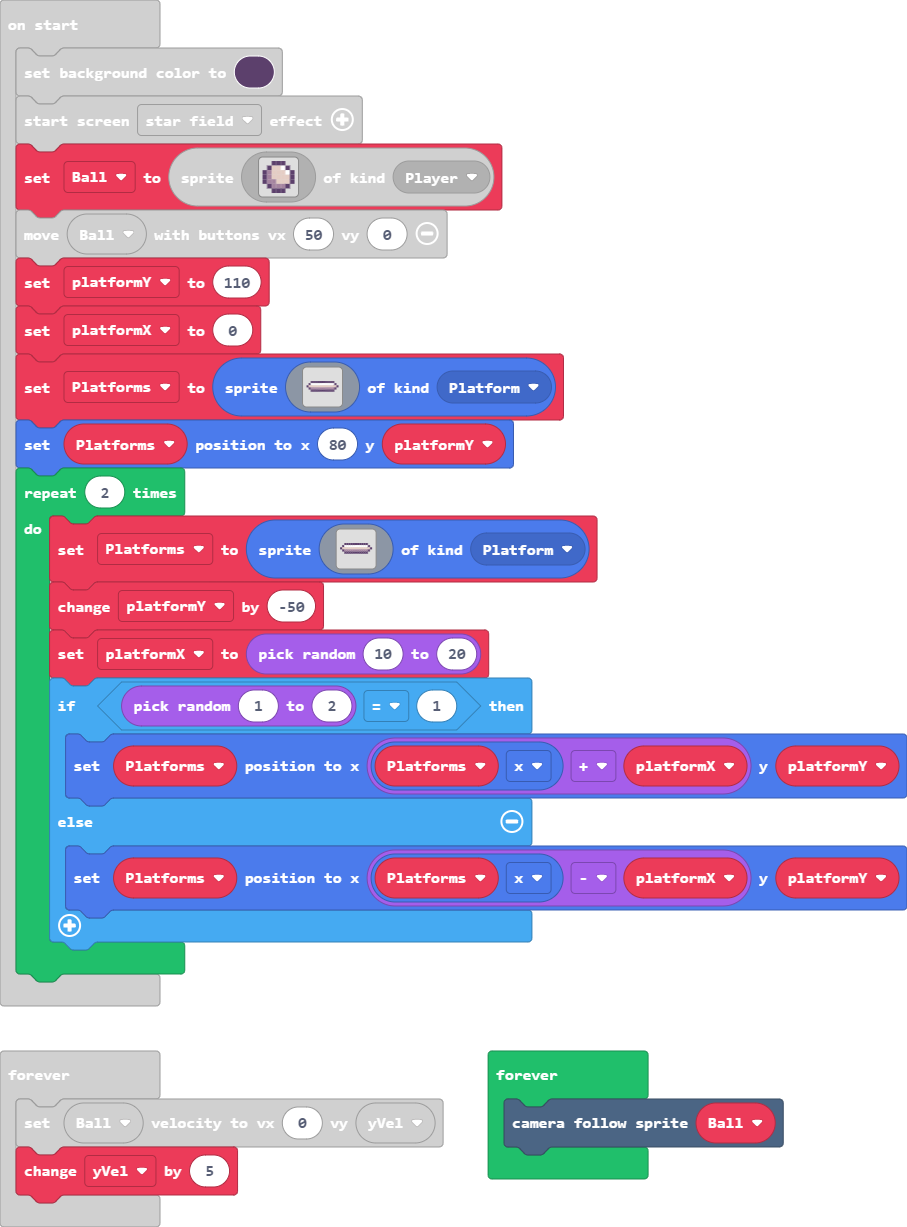 on start
set background color to
start screen star field effect
set Ball to sprite of kind Player
move Ball with buttons vx 50 vy 0
set platformY to 110
set platformX to 0
set Platforms to sprite of kind Platform
set Platforms position to x 80 y platformY
repeat 2 times
do
set Platforms to sprite of kind Platform
change platformY by -50
set platformX to pick random 10 to 20
if pick random 1 to 2 = 1 then
set Platforms position to x Platforms x + platformX y platformY
else
set Platforms position to x Platforms x - platformX y platformY
forever
set Ball velocity to vx 0 vy yVel
change yVel by 5
forever
camera follow sprite Ball